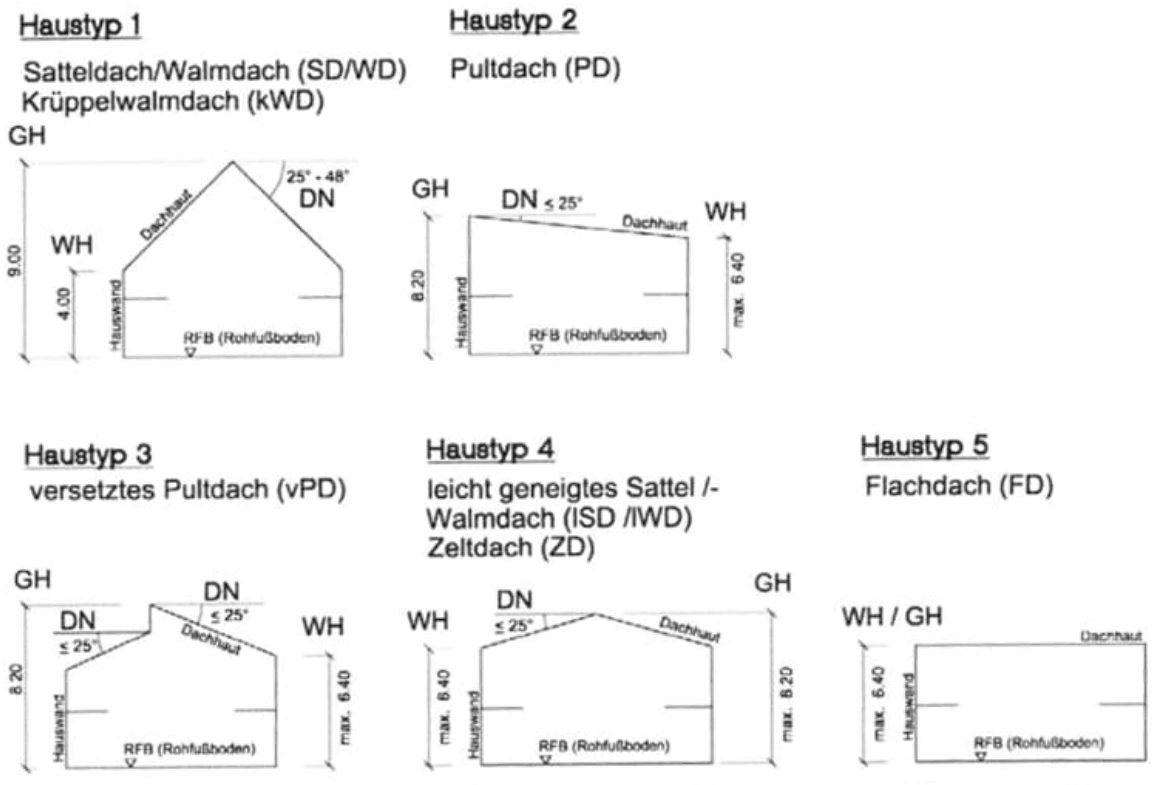 Haustyp 1
Satteldach/Walmdach (SD/WD)
Krüppelwalmdach (kWD)
GH
25° - 48°
DN
Dachhaut
WH
9.00
4.00
Hauswand
RFB (Rohfußboden)
Haustyp 2
Pultdach (PD)
GH
DN ≤ 25°
Dachhaut
WH
8.20
max. 6.40
Hauswand
RFB (Rohfußboden)
Haustyp 3
versetztes Pultdach (vPD)
GH
DN
≤ 25°
DN
≤ 25°
Dachhaut
WH
8.20
max. 6.40
Hauswand
RFB (Rohfußboden)
Haustyp 4
leicht geneigtes Sattel /-
Walmdach (lSD /lWD)
Zeltdach (ZD)
GH
DN
≤ 25°
Dachhaut
WH
max. 6.40
max. 8.20
Hauswand
RFB (Rohfußboden)
Haustyp 5
Flachdach (FD)
WH / GH
Dachhaut
max. 6.40
Hauswand
RFB (Rohfußboden)